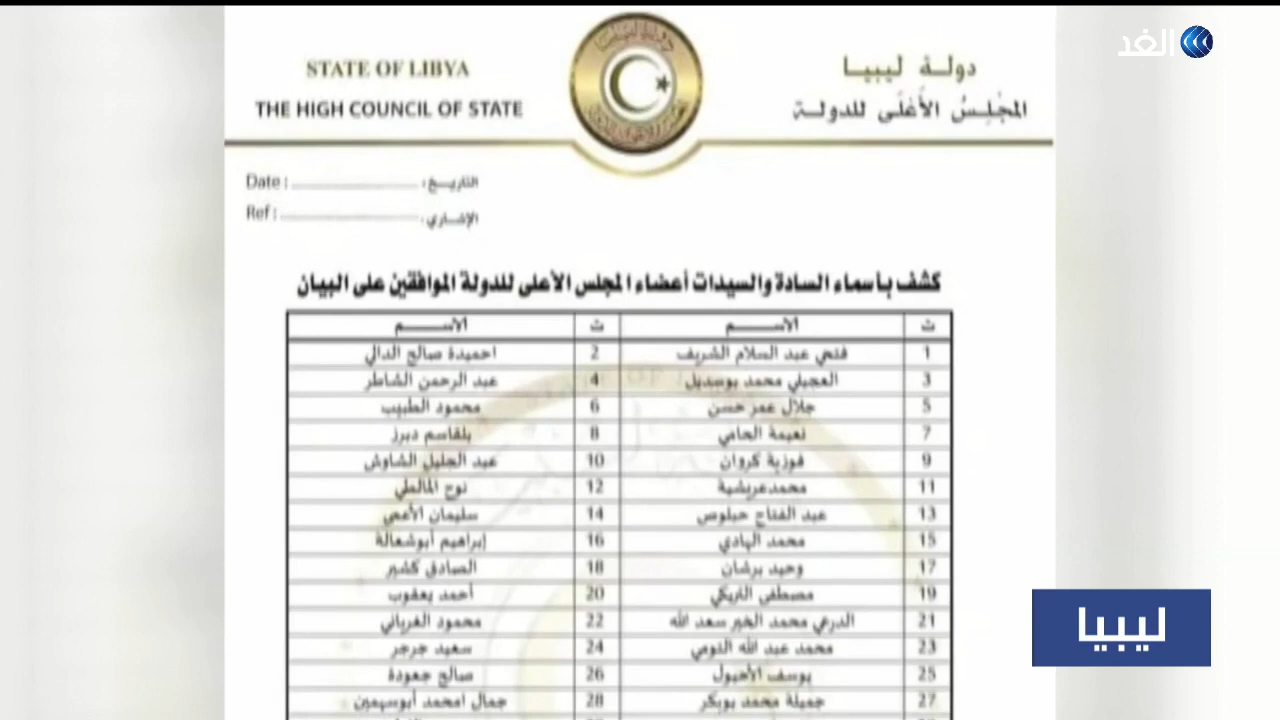 الغد
دولة ليبيا
المجْلِسُ الأَعْلَى للدولة
STATE OF LIBYA
THE HIGH COUNCIL OF STATE
Date : التاريخ:
Ref : الإشاري:
كشف بأسماء السادة والسيدات أعضاء المجلس الأعلى للدولة الموافقين على البيان
ت الاسم ت الاسم
1 فتحي عبد السلام الشريف 2 احميدة صالح الدالي
3 العجيلي محمد بوسديل 4 عبد الرحمن الشاطر
5 جلال عمر حسن 6 محمود الطبيب
7 نعيمة الحامي 8 بلقاسم دبرز
9 فوزية كروان 10 عبد الجليل الشاوش
11 محمدعريشية 12 نوح المالطي
13 عبد الفتاح حبلوص 14 سليمان الأعمى
15 محمد الهادي 16 إبراهيم أبوشعالة
17 وحيد برشان 18 الصادق كشير
19 مصطفى التريكي 20 أحمد يعقوب
21 الدرعي محمد الخير سعد الله 22 محمود الغرياني
23 محمد عبد الله التومي 24 سعيد جرجر
25 يوسف الأخيول 26 صالح جعودة
27 جميلة محمد بوبكر 28 جمال امحمد أبوسهمين
ليبيا